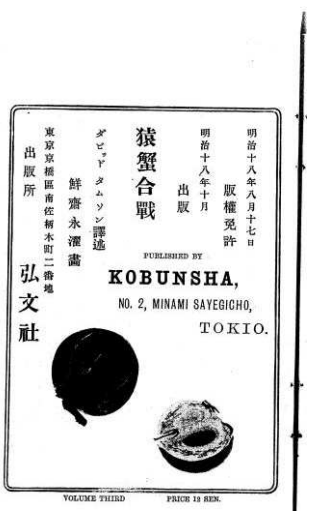 明治十八年八月十七日
版權免許
明治十八年十月
出版
猿蟹合戰
ダビッド タムソン 譯述
鮮齋永濯畫
東京京橋區南佐柄木町二番地
出版所
弘文社
PUBLISHED BY
KOBUNSHA,
NO. 2, MINAMI SAYEGICHO,
TOKIO.
VOLUME THIRD
PRICE 12 SEN.